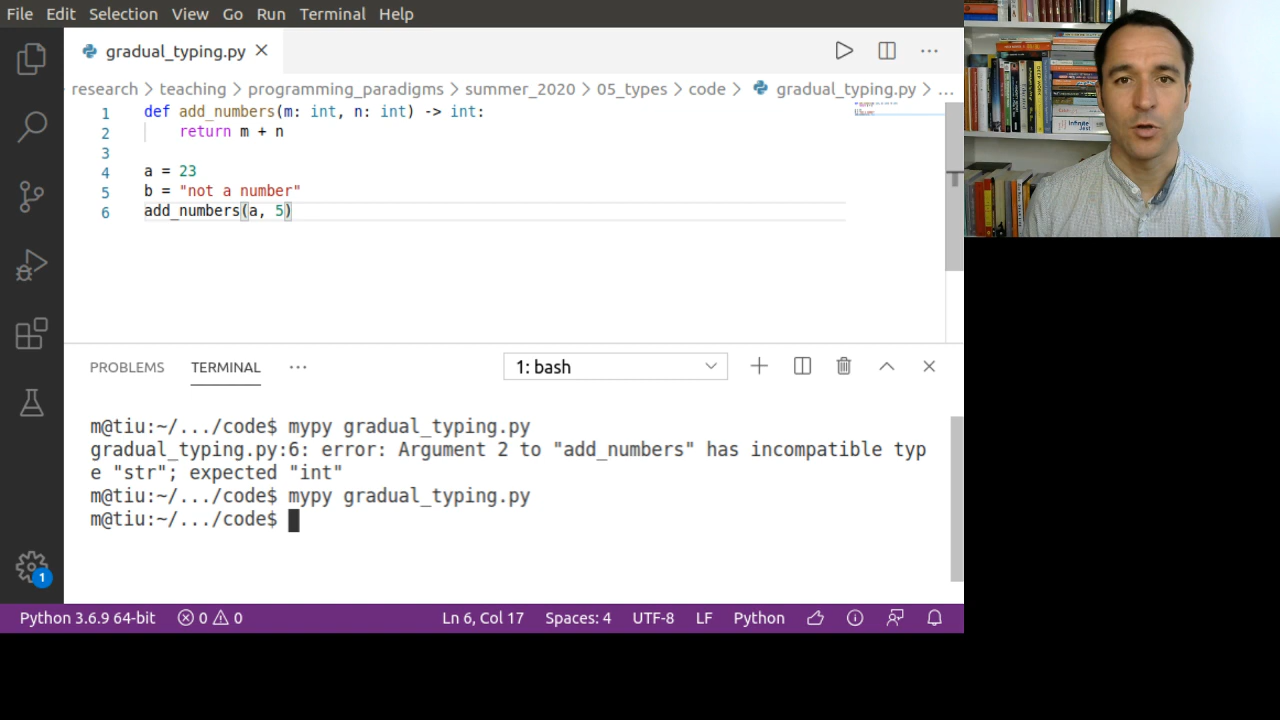 File Edit Selection View Go Run Terminal Help
gradual_typing.py
research > teaching > programming_paradigms > summer_2020 > 05_types > code > gradual_typing.py > ...
1 def add_numbers(m: int, n: int) -> int:
2 return m + n
3
4 a = 23
5 b = "not a number"
6 add_numbers(a, 5)
PROBLEMS TERMINAL ... 1: bash
m@tiu:~/.../code$ mypy gradual_typing.py
gradual_typing.py:6: error: Argument 2 to "add_numbers" has incompatible typ
e "str"; expected "int"
m@tiu:~/.../code$ mypy gradual_typing.py
m@tiu:~/.../code$
1
Python 3.6.9 64-bit 0 0 Ln 6, Col 17 Spaces: 4 UTF-8 LF Python
Infinite Jest